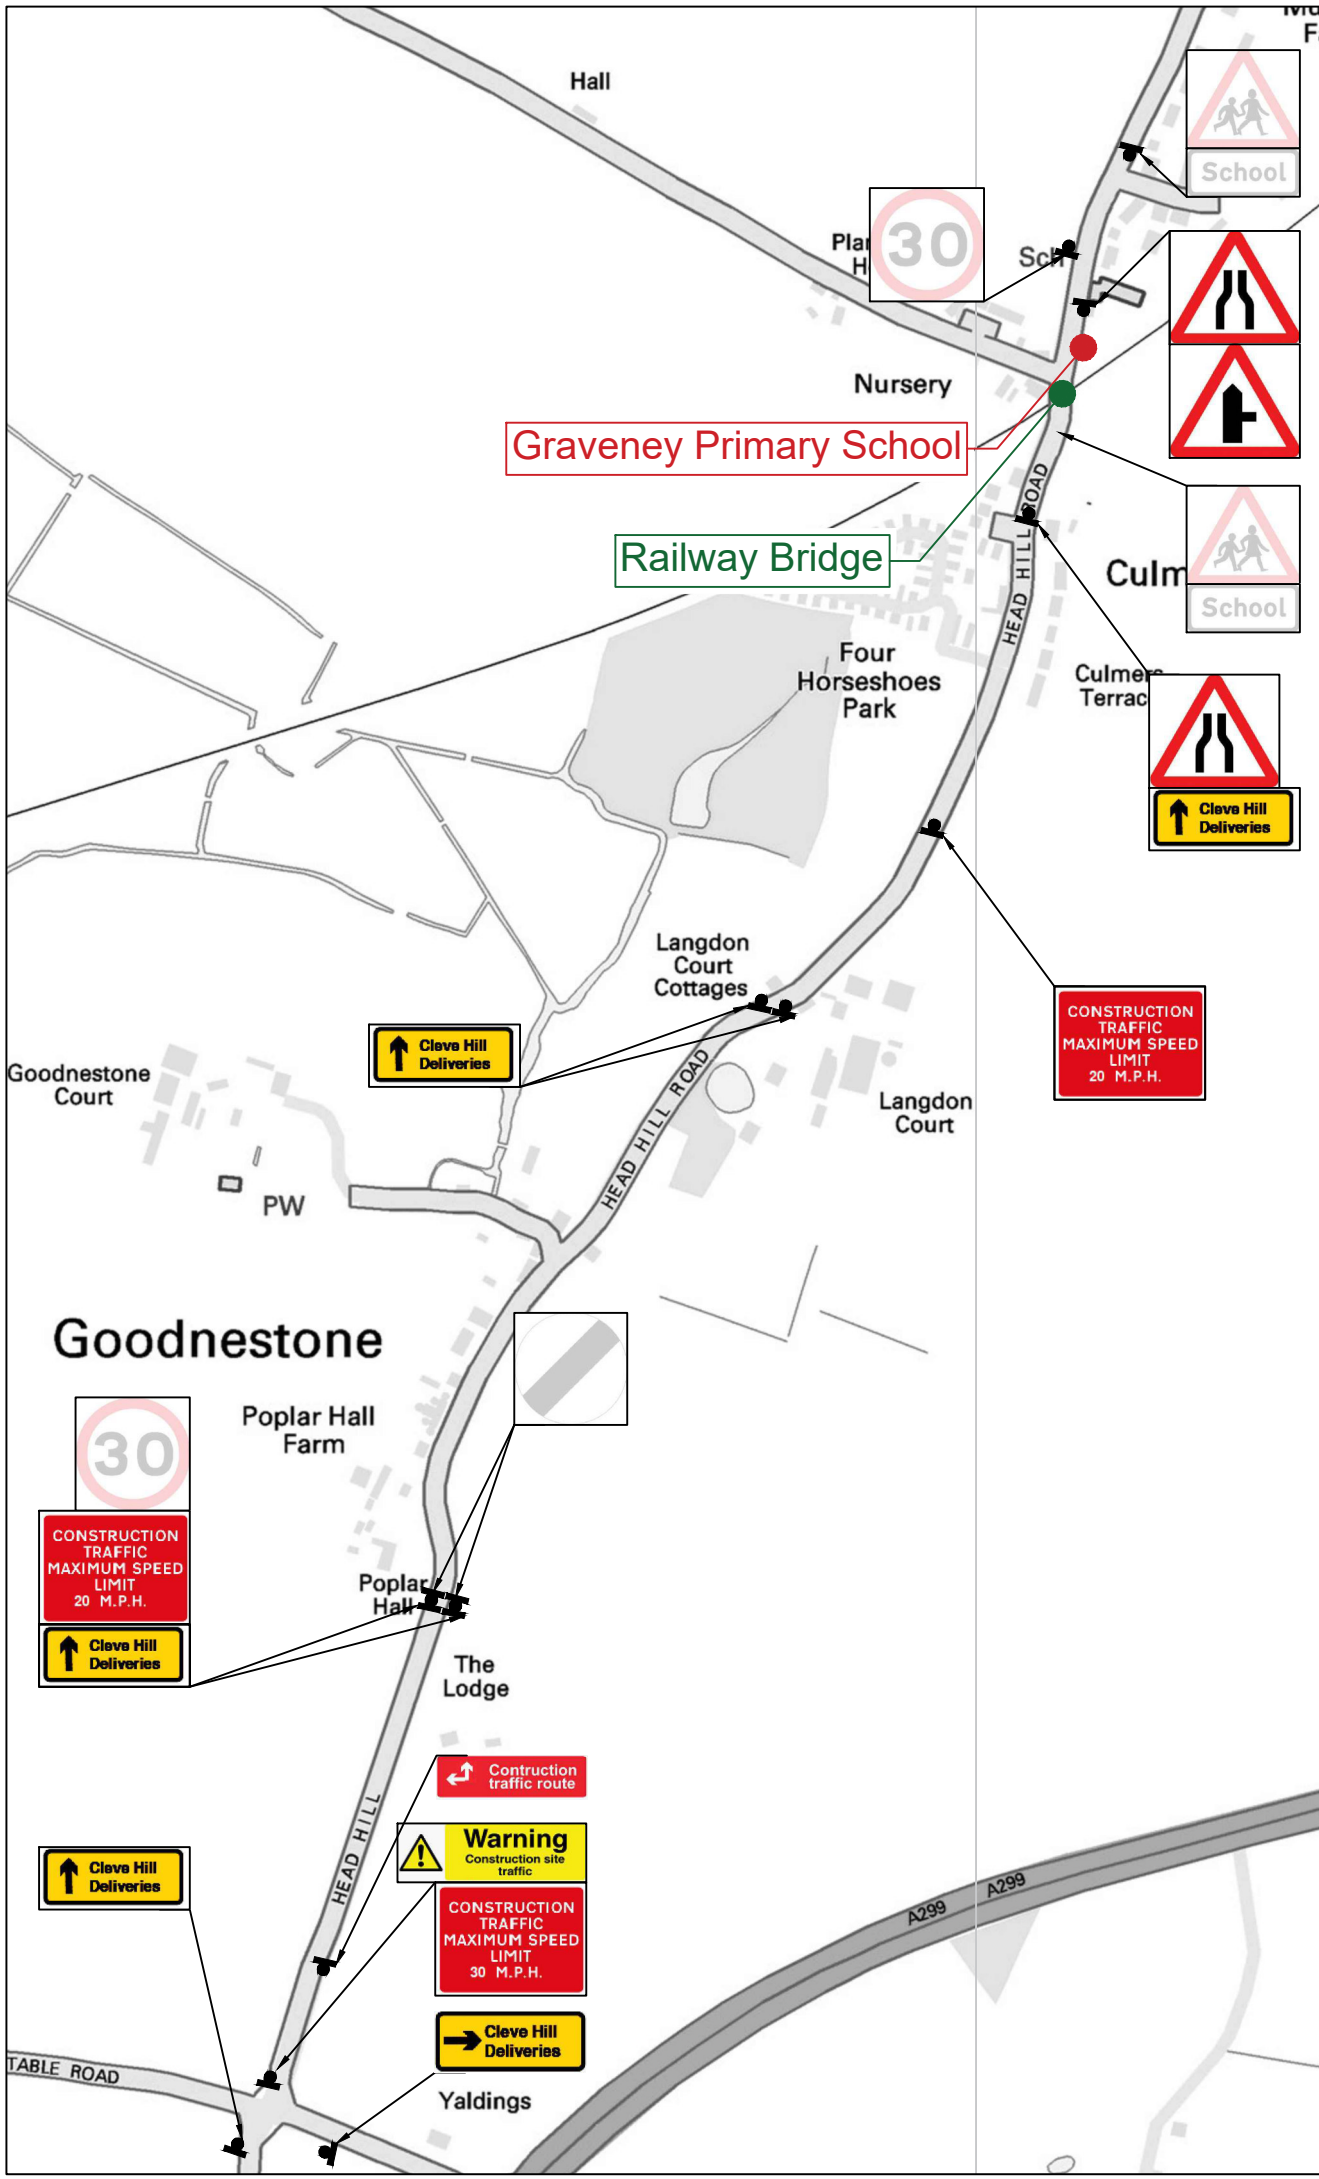 Hall
School
30
Sch
Nursery
Graveney Primary School
Railway Bridge
HEAD HILL ROAD
School
Four
Horseshoes
Park
Culmers
Terrac
Cleve Hill
Deliveries
Langdon
Court
Cottages
CONSTRUCTION
TRAFFIC
MAXIMUM SPEED
LIMIT
20 M.P.H.
Cleve Hill
Deliveries
Goodnestone
Court
HEAD HILL ROAD
Langdon
Court
PW
Goodnestone
30
Poplar Hall
Farm
CONSTRUCTION
TRAFFIC
MAXIMUM SPEED
LIMIT
20 M.P.H.
Cleve Hill
Deliveries
Poplar
Hall
The
Lodge
Contruction
traffic route
Warning
Construction site
traffic
HEAD HILL
Cleve Hill
Deliveries
CONSTRUCTION
TRAFFIC
MAXIMUM SPEED
LIMIT
30 M.P.H.
A299
A299
Cleve Hill
Deliveries
TABLE ROAD
Yaldings